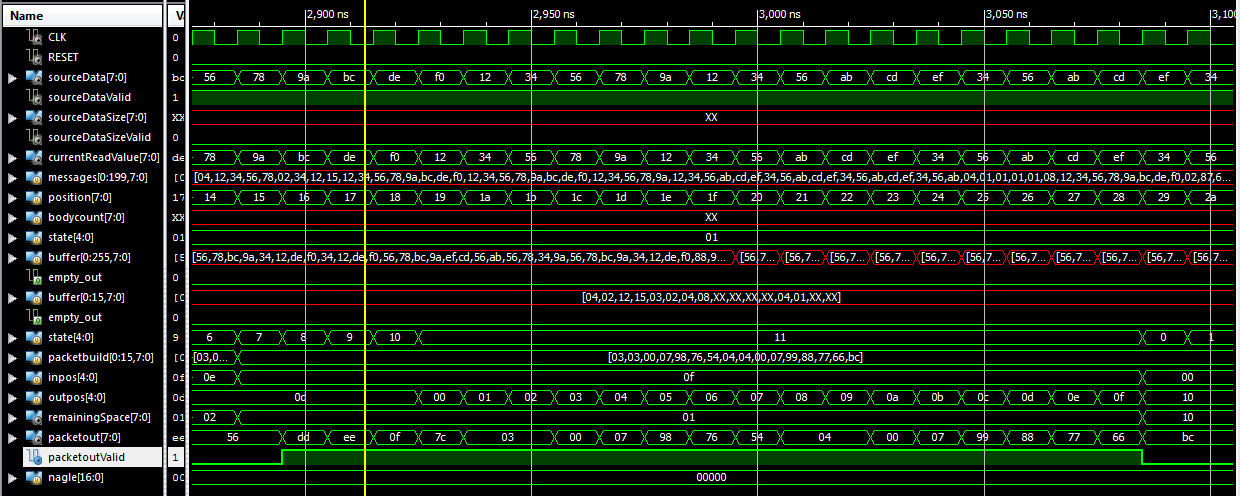 Name V 2,900 ns 2,950 ns 3,000 ns 3,050 ns 3,100
CLK 0
RESET 0
sourceData[7:0] bc 56 78 9a bc de f0 12 34 56 78 9a 12 34 56 ab cd ef 34 56 ab cd ef 34
sourceDataValid 1
sourceDataSize[7:0] XX XX
sourceDataSizeValid 0
currentReadValue[7:0] de 78 9a bc de f0 12 34 56 78 9a 12 34 56 ab cd ef 34 56 ab cd ef 34 56
messages[0:199,7:0] [0 [04,12,34,56,78,02,34,12,15,12,34,56,78,9a,bc,de,f0,12,34,56,78,9a,bc,de,f0,12,34,56,78,9a,12,34,56,ab,cd,ef,34,56,ab,cd,ef,34,56,ab,04,01,01,01,01,08,12,34,56,78,9a,bc,de,f0,02,87,6...
position[7:0] 17 14 15 16 17 18 19 1a 1b 1c 1d 1e 1f 20 21 22 23 24 25 26 27 28 29 2a
bodycount[7:0] XX XX
state[4:0] 01 01
buffer[0:255,7:0] [5 [56,78,bc,9a,34,12,de,f0,34,12,de,f0,56,78,bc,9a,ef,cd,56,ab,56,78,34,9a,56,78,bc,9a,34,12,de,f0,88,9... [56,7... [56,7... [56,7... [56,7... [56,7... [56,7... [56,7... [56,7... [56,7... [56,7... [56,7...
empty_out 0
buffer[0:15,7:0] [0 [04,02,12,15,03,02,04,08,XX,XX,XX,XX,04,01,XX,XX]
empty_out 0
state[4:0] 9 6 7 8 9 10 11 0 1
packetbuild[0:15,7:0] [0 [03,0... [03,03,00,07,98,76,54,04,04,00,07,99,88,77,66,bc]
inpos[4:0] 0f 0e 0f 00
outpos[4:0] 0d 0d 00 01 02 03 04 05 06 07 08 09 0a 0b 0c 0d 0e 0f 10
remainingSpace[7:0] 01 02 01 10
packetout[7:0] ee 56 dd ee 0f 7c 03 00 07 98 76 54 04 00 07 99 88 77 66 bc
packetoutValid 1
nagle[16:0] 00 00000